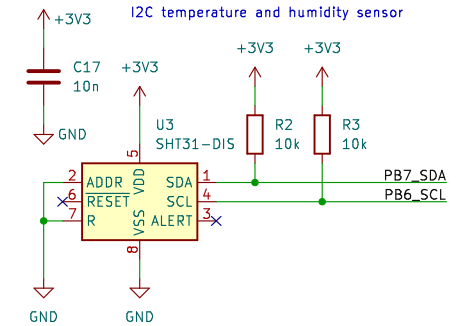 I2C temperature and humidity sensor
+3V3
+3V3
+3V3
+3V3
C17
10n
GND
U3
SHT31-DIS
R2
10k
R3
10k
5
VDD
2
ADDR
SDA
1
PB7_SDA
6
RESET
SCL
4
PB6_SCL
7
R
VSS
ALERT
3
8
GND
GND